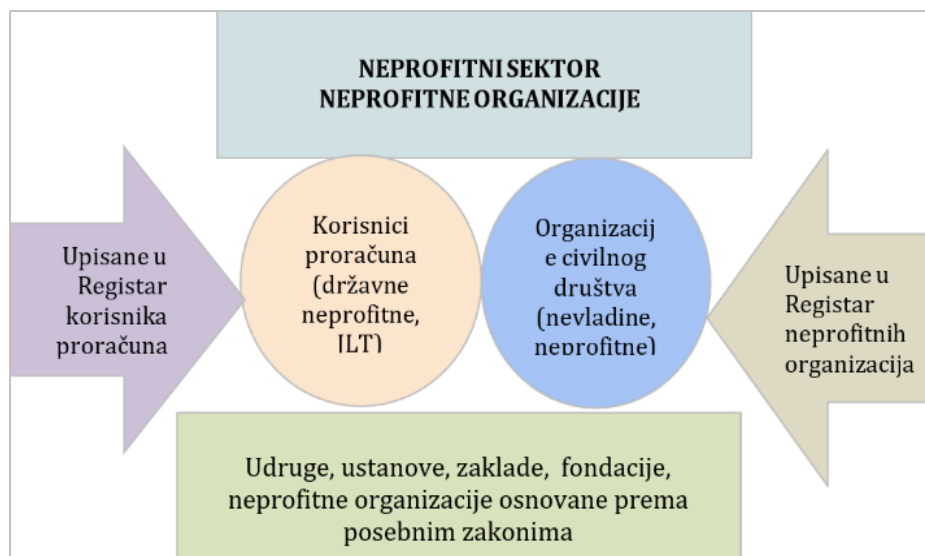 NEPROFITNI SEKTOR
NEPROFITNE ORGANIZACIJE
Upisane u
Registar
korisnika
proračuna
Korisnici
proračuna
(državne
neprofitne,
JLT)
Organizacij
e civilnog
društva
(nevladine,
neprofitne)
Upisane u
Registar
neprofitnih
organizacija
Udruge, ustanove, zaklade, fondacije,
neprofitne organizacije osnovane prema
posebnim zakonima